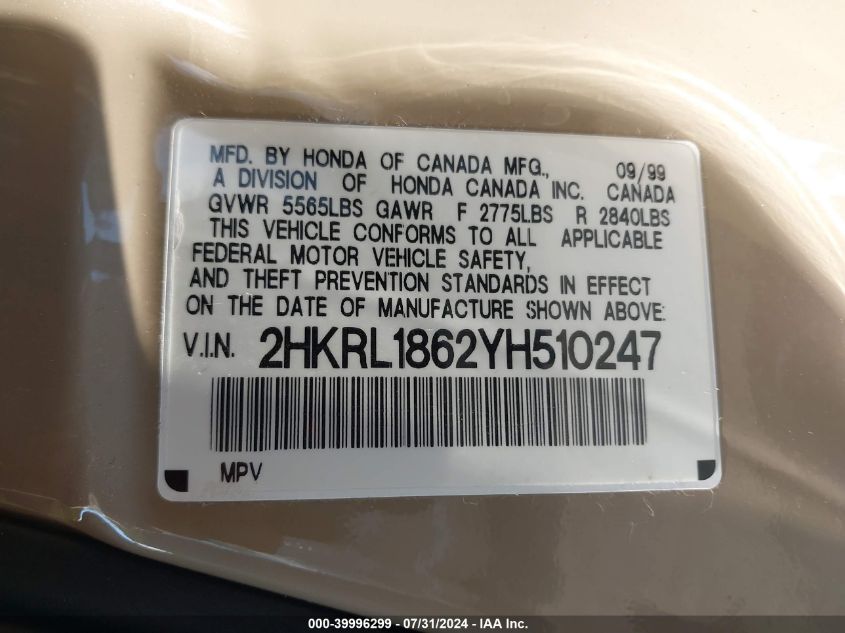 MFD. BY HONDA OF CANADA MFG., 09/99
A DIVISION OF HONDA CANADA INC. CANADA
GVWR 5565LBS GAWR F 2775LBS R 2840LBS
THIS VEHICLE CONFORMS TO ALL APPLICABLE
FEDERAL MOTOR VEHICLE SAFETY,
AND THEFT PREVENTION STANDARDS IN EFFECT
ON THE DATE OF MANUFACTURE SHOWN ABOVE:
V.I.N. 2HKRL1862YH510247
MPV
000-39996299 - 07/31/2024 - IAA Inc.